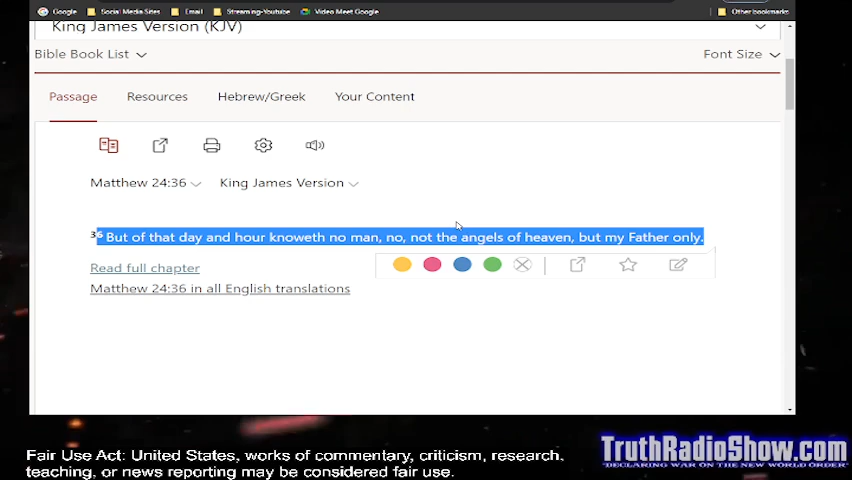 Google Social Media Sites Email Streaming-Youtube Video Meet Google Other bookmarks
King James Version (KJV)
Bible Book List Font Size
Passage Resources Hebrew/Greek Your Content
Matthew 24:36 King James Version
36 But of that day and hour knoweth no man, no, not the angels of heaven, but my Father only.
Read full chapter
Matthew 24:36 in all English translations
Fair Use Act: United States, works of commentary, criticism, research,
teaching, or news reporting may be considered fair use.
TruthRadioShow.com
"DECLARING WAR ON THE NEW WORLD ORDER"